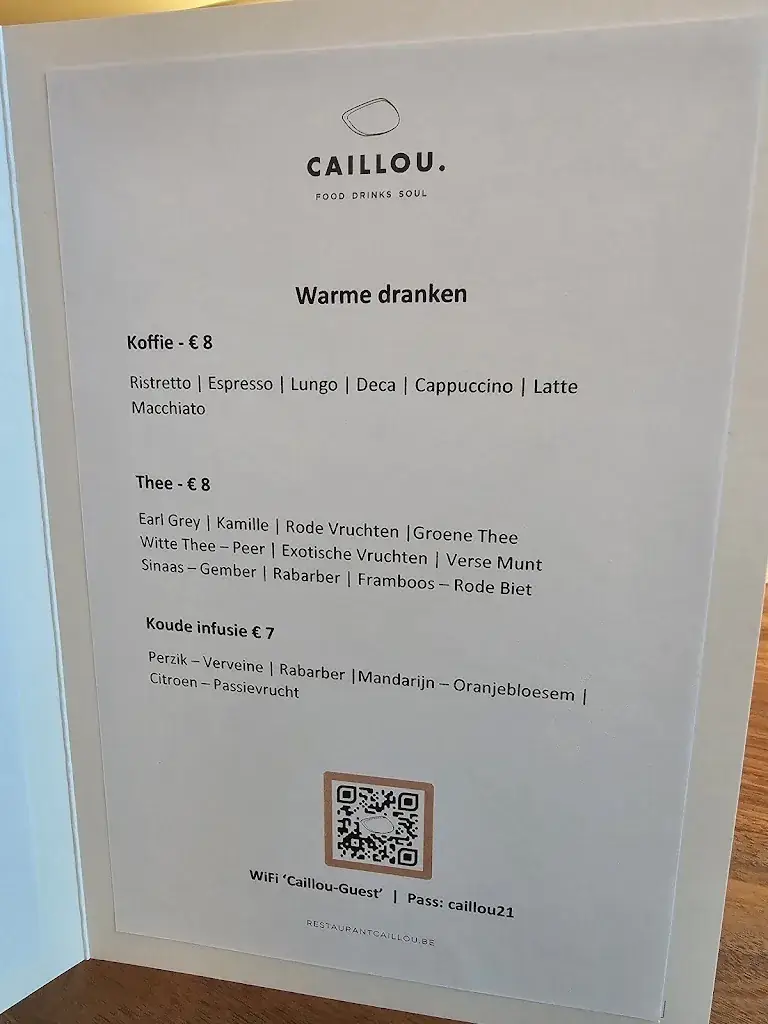 CAILLOU.
FOOD DRINKS SOUL
Warme dranken
Koffie - € 8
Ristretto | Espresso | Lungo | Deca | Cappuccino | Latte
Macchiato
Thee - € 8
Earl Grey | Kamille | Rode Vruchten |Groene Thee
Witte Thee – Peer | Exotische Vruchten | Verse Munt
Sinaas – Gember | Rabarber | Framboos – Rode Biet
Koude infusie € 7
Perzik – Verveine | Rabarber |Mandarijn – Oranjebloesem |
Citroen – Passievrucht
WiFi ‘Caillou-Guest’ | Pass: caillou21
RESTAURANTCAILLOU.BE